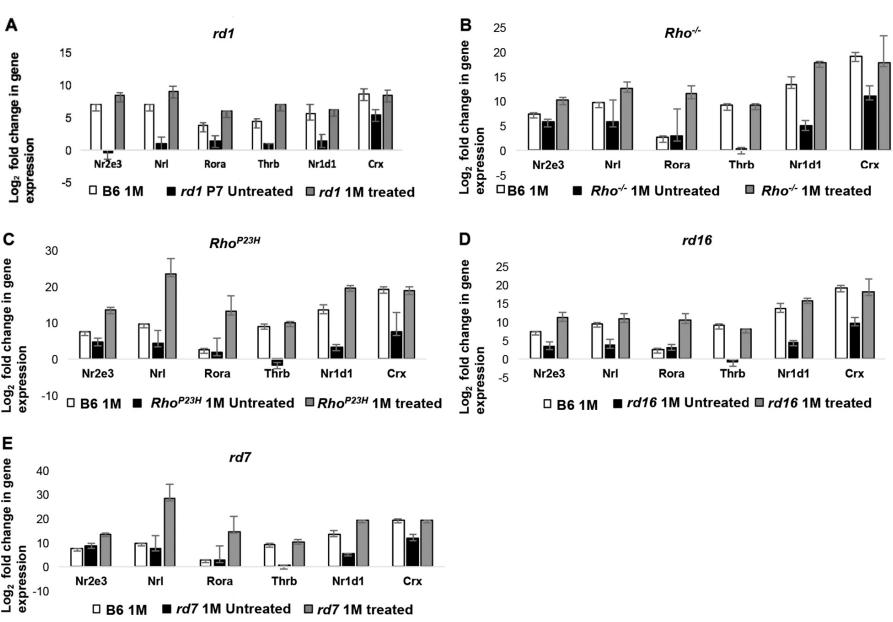 A
rd1
Log2 fold change in gene
expression
15
10
5
0
-5
Nr2e3 Nrl Rora Thrb Nr1d1 Crx
B6 1M rd1 P7 Untreated rd1 1M treated
B
Rho-/-
Log2 fold change in gene
expression
25
20
15
10
5
0
-5
Nr2e3 Nrl Rora Thrb Nr1d1 Crx
B6 1M Rho-/- 1M Untreated Rho-/- 1M treated
C
RhoP23H
Log2 fold change in gene
expression
30
20
10
0
-10
Nr2e3 Nrl Rora Thrb Nr1d1 Crx
B6 1M RhoP23H 1M Untreated RhoP23H 1M treated
D
rd16
Log2 fold change in gene
expression
25
20
15
10
5
0
-5
Nr2e3 Nrl Rora Thrb Nr1d1 Crx
B6 1M rd16 1M Untreated rd16 1M treated
E
rd7
Log2 fold change in gene
expression
40
30
20
10
0
-10
Nr2e3 Nrl Rora Thrb Nr1d1 Crx
B6 1M rd7 1M Untreated rd7 1M treated